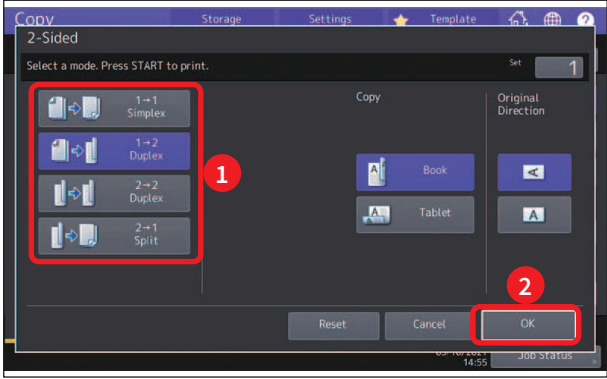 Copy Storage Settings Template ?
2-Sided
Select a mode. Press START to print. Set 1
1→1
Simplex
1→2
Duplex
2→2
Duplex
2→1
Split
1
Copy
A Book
A Tablet
Original
Direction
A
A
2
Reset Cancel OK
14:55
Job Status